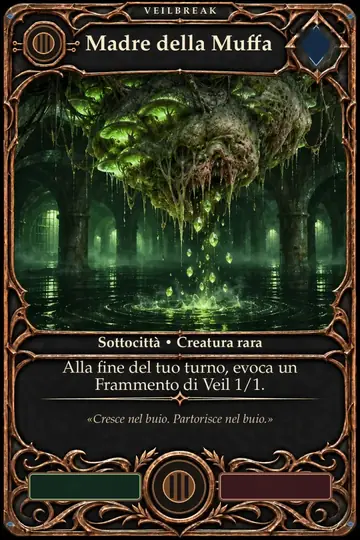 VEILBREAK
Madre della Muffa
Sottocittà • Creatura rara
Alla fine del tuo turno, evoca un
Frammento di Veil 1/1.
«Cresce nel buio. Partorisce nel buio.»